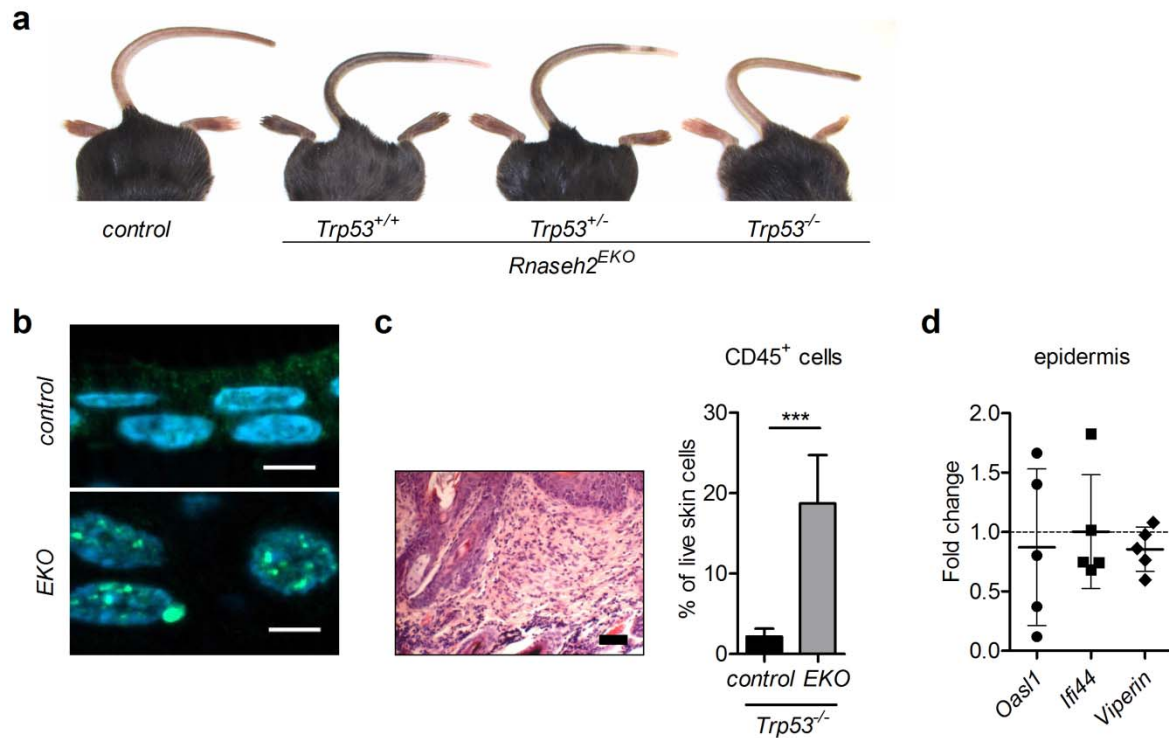 a
control
Trp53+/+
Trp53+/-
Trp53-/-
Rnaseh2EKO
b
control
EKO
c
CD45+ cells
% of live skin cells
30
20
10
0
***
control EKO
Trp53-/-
d
epidermis
Fold change
2.0
1.5
1.0
0.5
0.0
Oasl1
Ifi44
Viperin